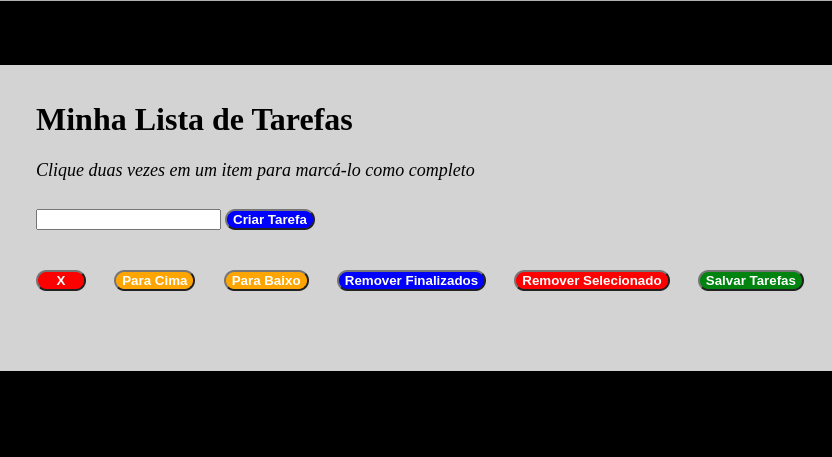 Minha Lista de Tarefas
Clique duas vezes em um item para marcá-lo como completo
Criar Tarefa
X Para CIma Para Baixo Remover Finalizados Remover Selecionado Salvar Tarefas